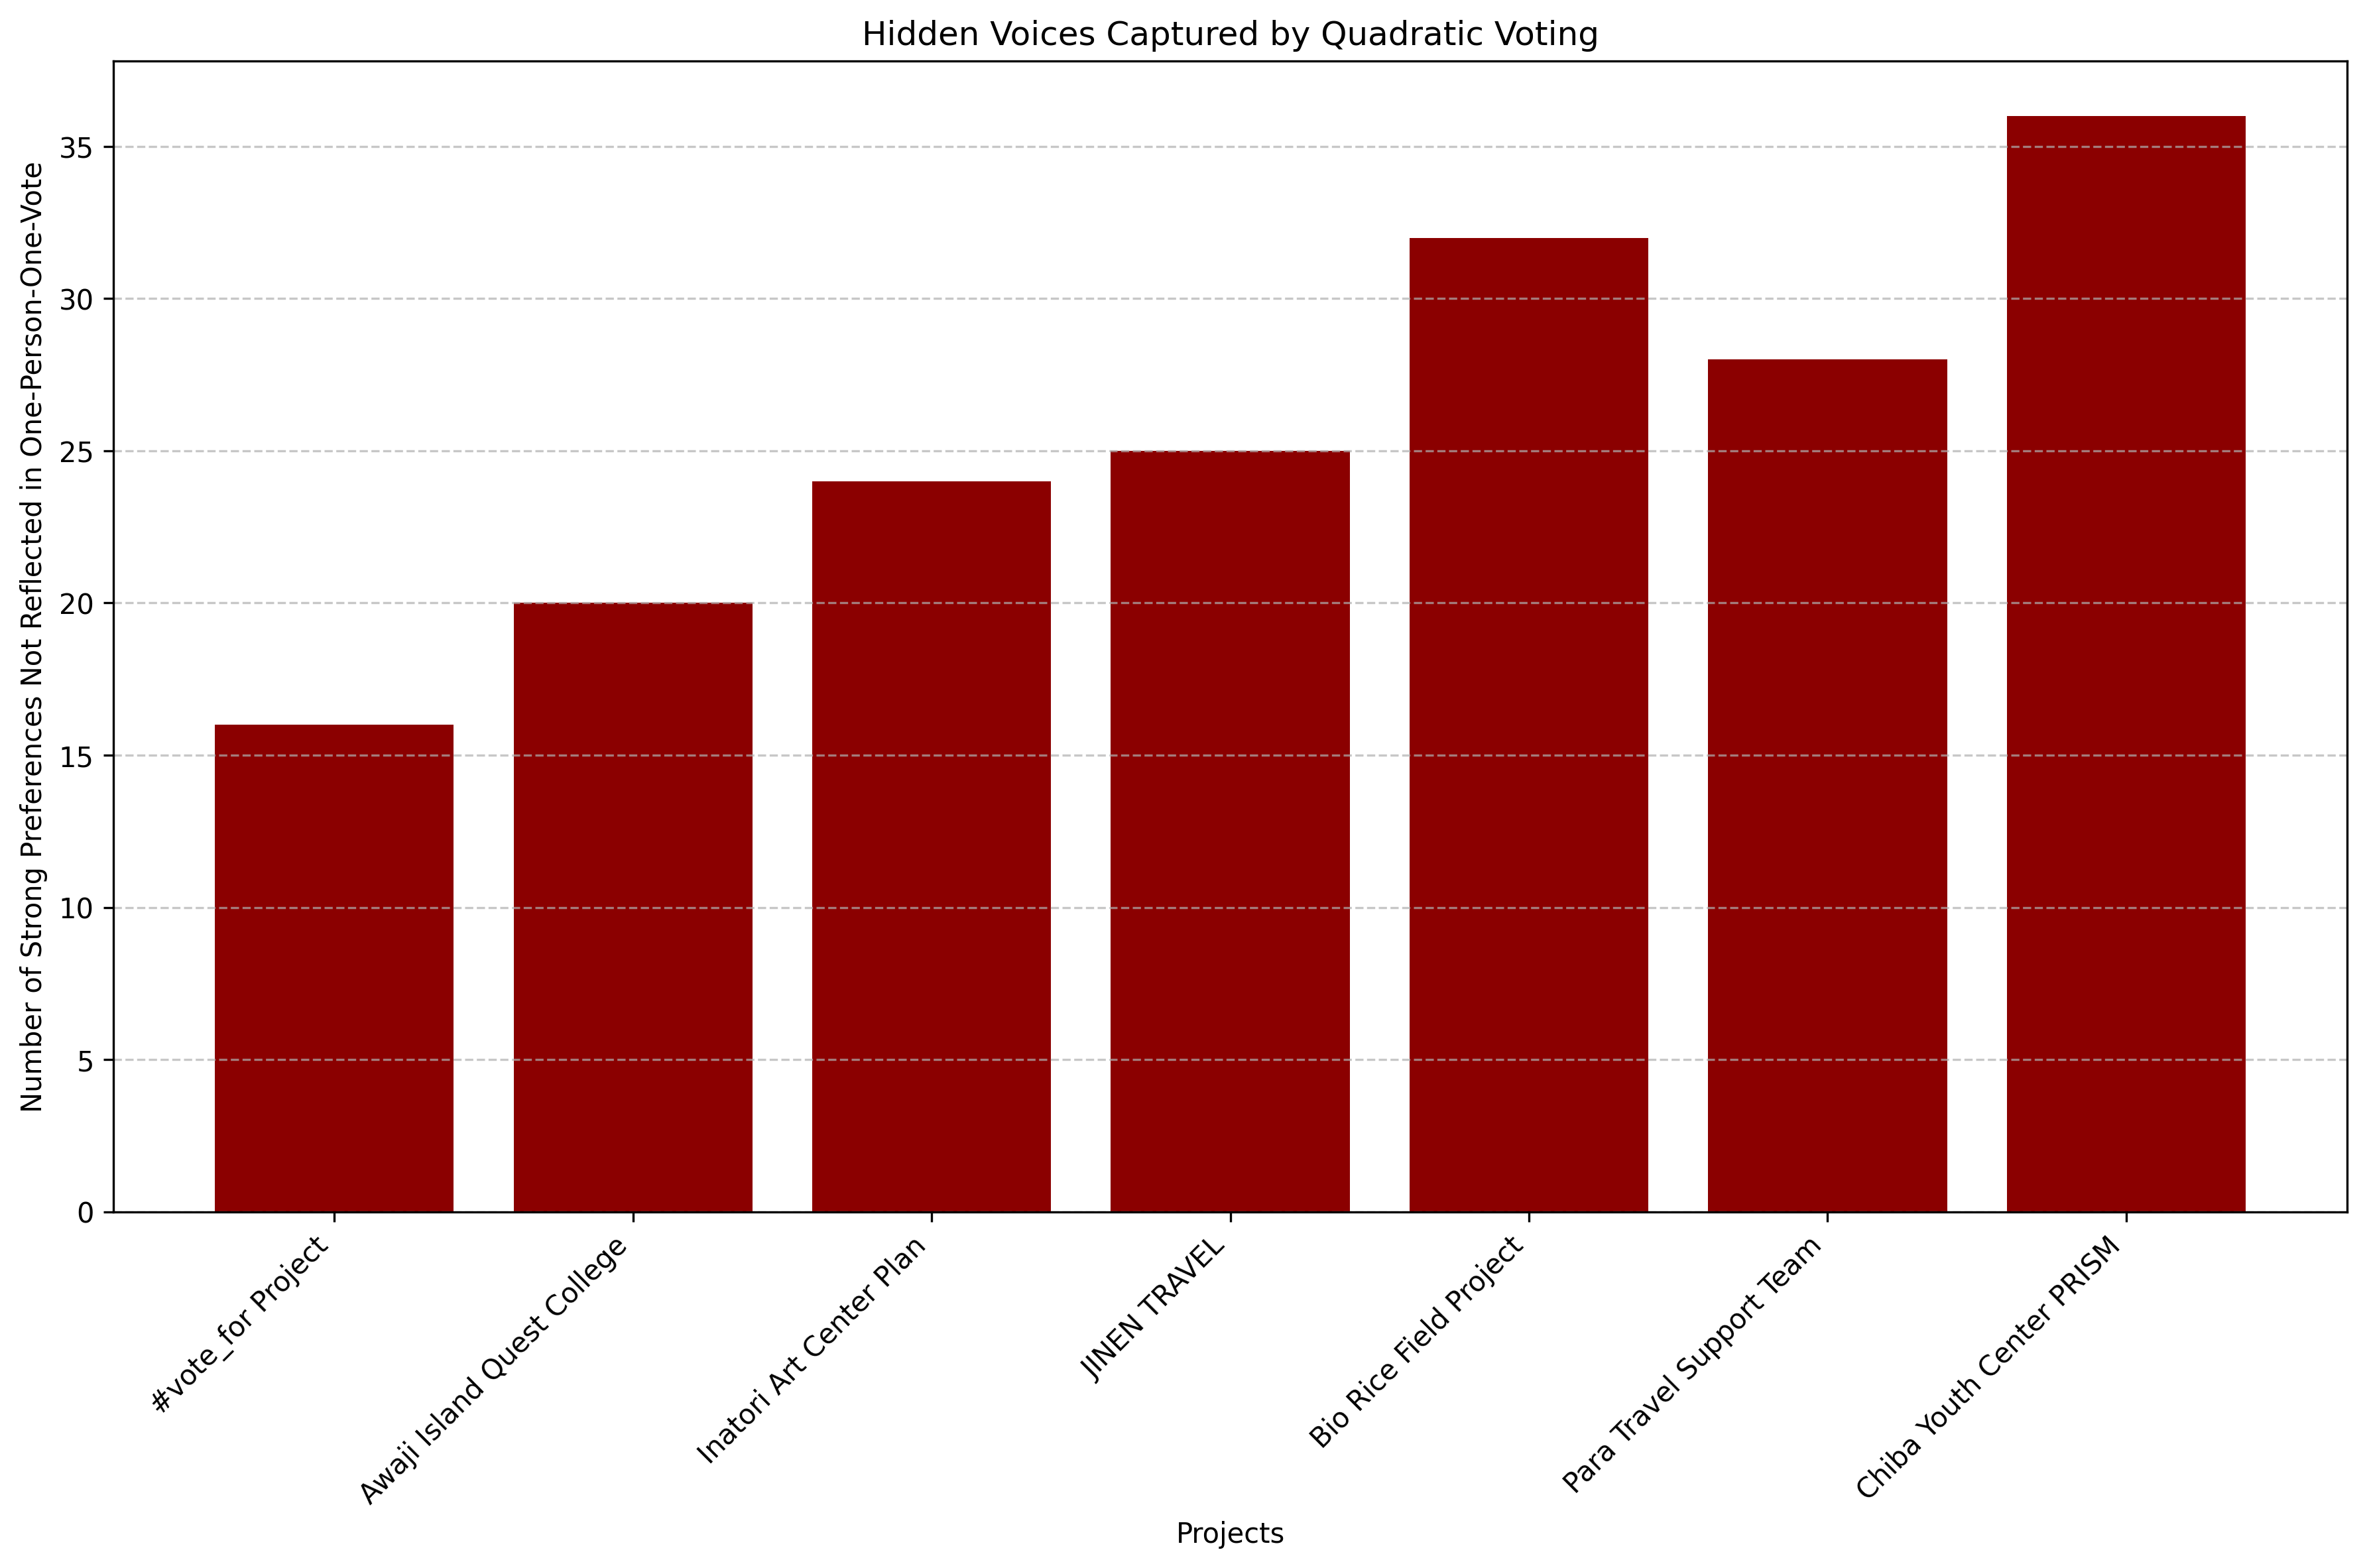 Hidden Voices Captured by Quadratic Voting
Number of Strong Preferences Not Reflected in One-Person-One-Vote
35
30
25
20
15
10
5
0
#vote_for Project
Awaji Island Quest College
Inatori Art Center Plan
JINEN TRAVEL
Bio Rice Field Project
Para Travel Support Team
Chiba Youth Center PRISM
Projects